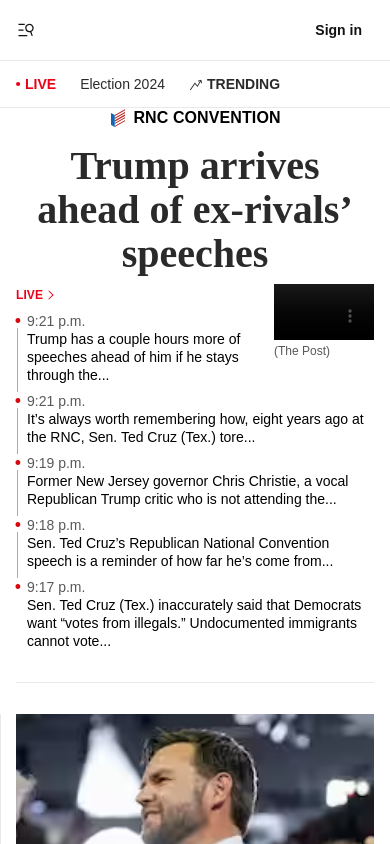 Sign in
LIVE
Election 2024
TRENDING
RNC CONVENTION
Trump arrives
ahead of ex-rivals’
speeches
LIVE
9:21 p.m.
Trump has a couple hours more of
speeches ahead of him if he stays
through the...
(The Post)
9:21 p.m.
It’s always worth remembering how, eight years ago at
the RNC, Sen. Ted Cruz (Tex.) tore...
9:19 p.m.
Former New Jersey governor Chris Christie, a vocal
Republican Trump critic who is not attending the...
9:18 p.m.
Sen. Ted Cruz’s Republican National Convention
speech is a reminder of how far he’s come from...
9:17 p.m.
Sen. Ted Cruz (Tex.) inaccurately said that Democrats
want “votes from illegals.” Undocumented immigrants
cannot vote...